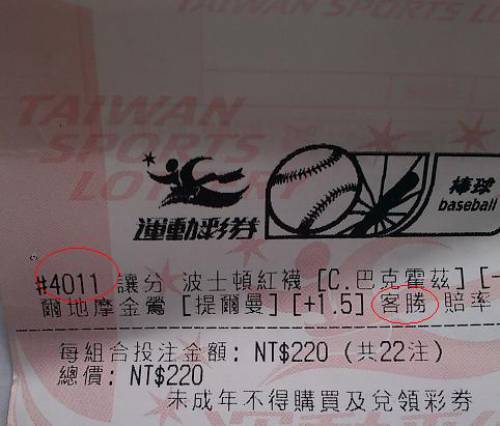 TAIWAN SPORTS LO
TAIWAN
SPORTS
LOTTERY
運動彩券
棒球
baseball
#4011 讓分 波士頓紅襪 [C.巴克霍茲] [-
爾地摩金鶯 [提爾曼] [+1.5] 客勝 賠率
每組合投注金額: NT$220 (共22注)
總價: NT$220
未成年不得購買及兌領彩券